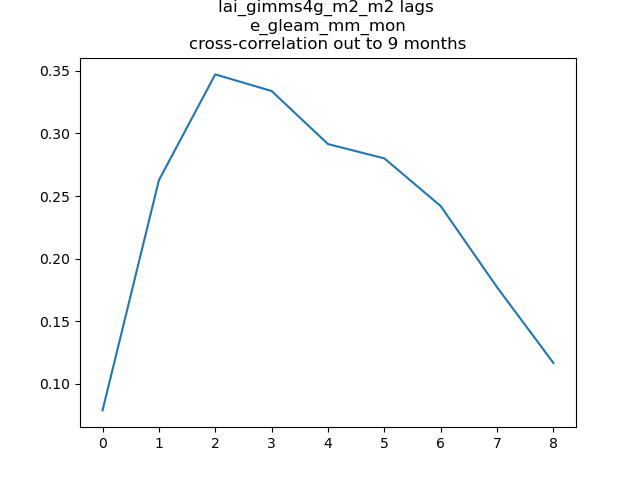 lai_gimms4g_m2_m2 lags
e_gleam_mm_mon
cross-correlation out to 9 months
0.35
0.30
0.25
0.20
0.15
0.10
0 1 2 3 4 5 6 7 8